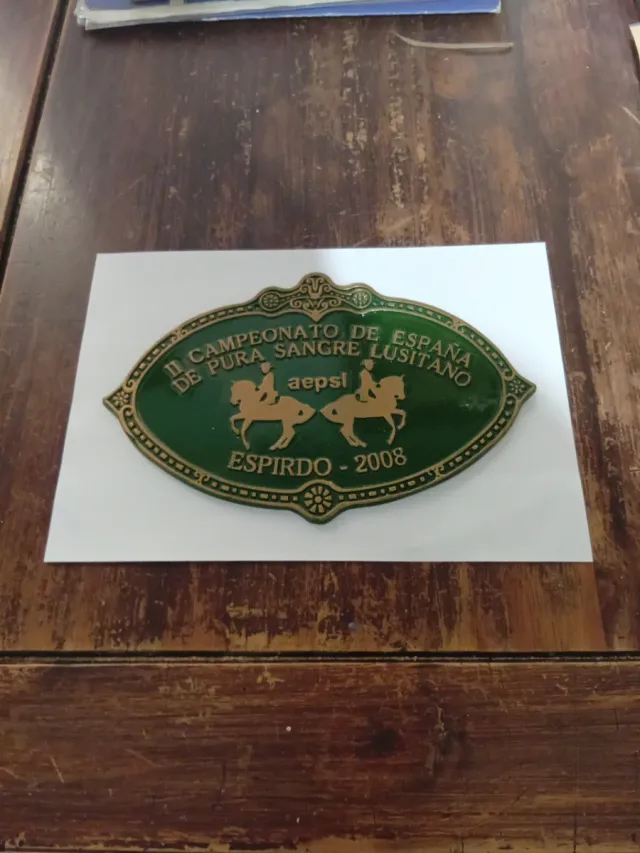 II CAMPEONATO DE ESPAÑA
DE PURA SANGRE LUSITANO
aepsl
ESPIRDO - 2008